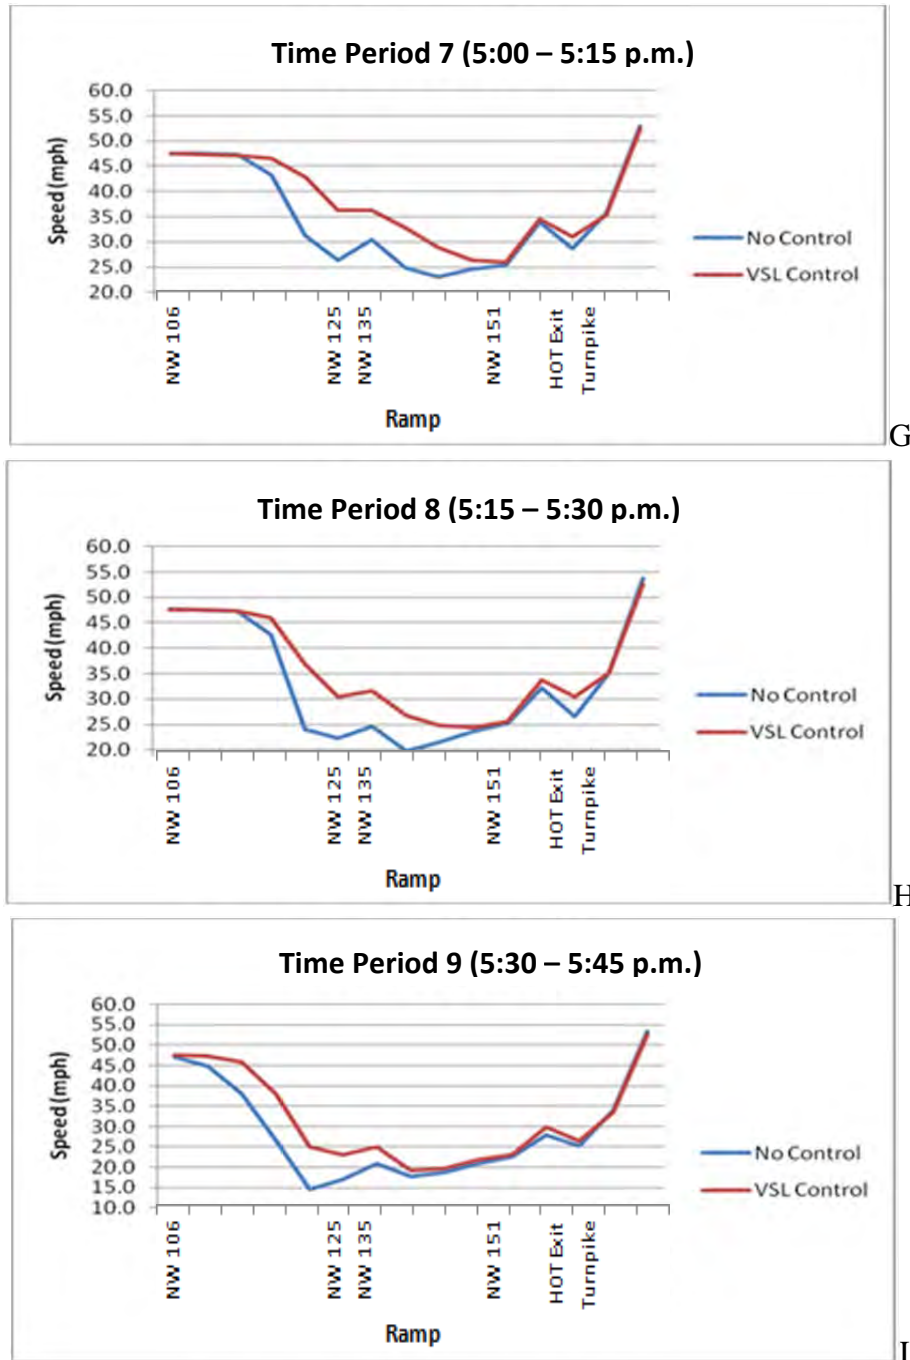 Time Period 7 (5:00 – 5:15 p.m.)
60.0
55.0
50.0
45.0
40.0
35.0
30.0
25.0
20.0
Speed (mph)
No Control
VSL Control
NW 106
NW 125
NW 135
NW 151
HOT Exit
Turnpike
Ramp
G
Time Period 8 (5:15 – 5:30 p.m.)
60.0
55.0
50.0
45.0
40.0
35.0
30.0
25.0
20.0
Speed (mph)
No Control
VSL Control
NW 106
NW 125
NW 135
NW 151
HOT Exit
Turnpike
Ramp
H
Time Period 9 (5:30 – 5:45 p.m.)
60.0
55.0
50.0
45.0
40.0
35.0
30.0
25.0
20.0
15.0
10.0
Speed (mph)
No Control
VSL Control
NW 106
NW 125
NW 135
NW 151
HOT Exit
Turnpike
Ramp
I